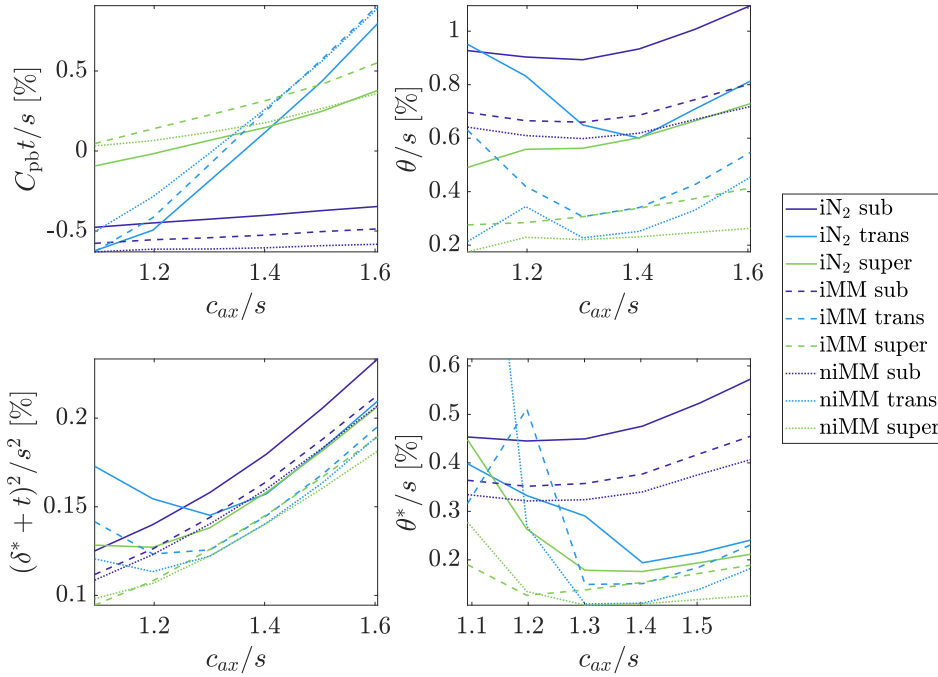 0.5
0
-0.5
C_pb t/s [%]
1.2 1.4 1.6
c_ax/s
1
0.8
0.6
0.4
0.2
θ/s [%]
1.2 1.4 1.6
c_ax/s
iN₂ sub
iN₂ trans
iN₂ super
iMM sub
iMM trans
iMM super
niMM sub
niMM trans
niMM super
0.2
0.15
0.1
(δ* + t)²/s² [%]
1.2 1.4 1.6
c_ax/s
0.6
0.5
0.4
0.3
0.2
θ*/s [%]
1.1 1.2 1.3 1.4 1.5
c_ax/s